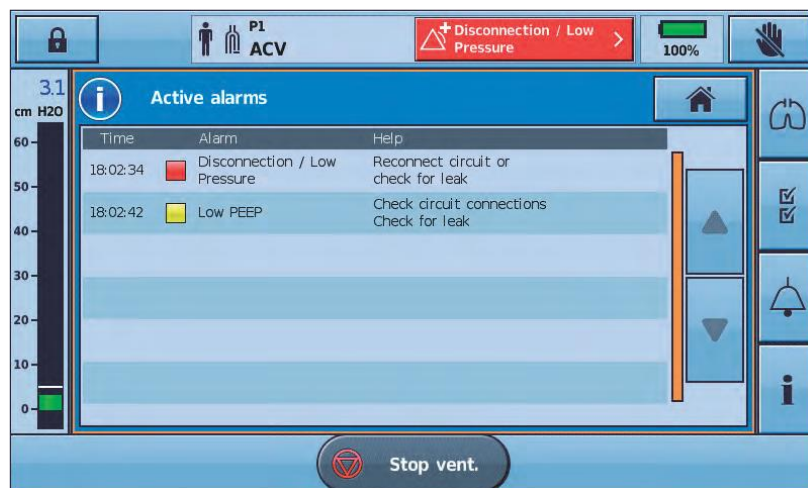 P1
ACV
Disconnection / Low
Pressure
100%
3.1
cm H2O
Active alarms
Time Alarm Help
18:02:34 Disconnection / Low Reconnect circuit or
Pressure check for leak
18:02:42 Low PEEP Check circuit connections
Check for leak
60
50
40
30
20
10
0
Stop vent.